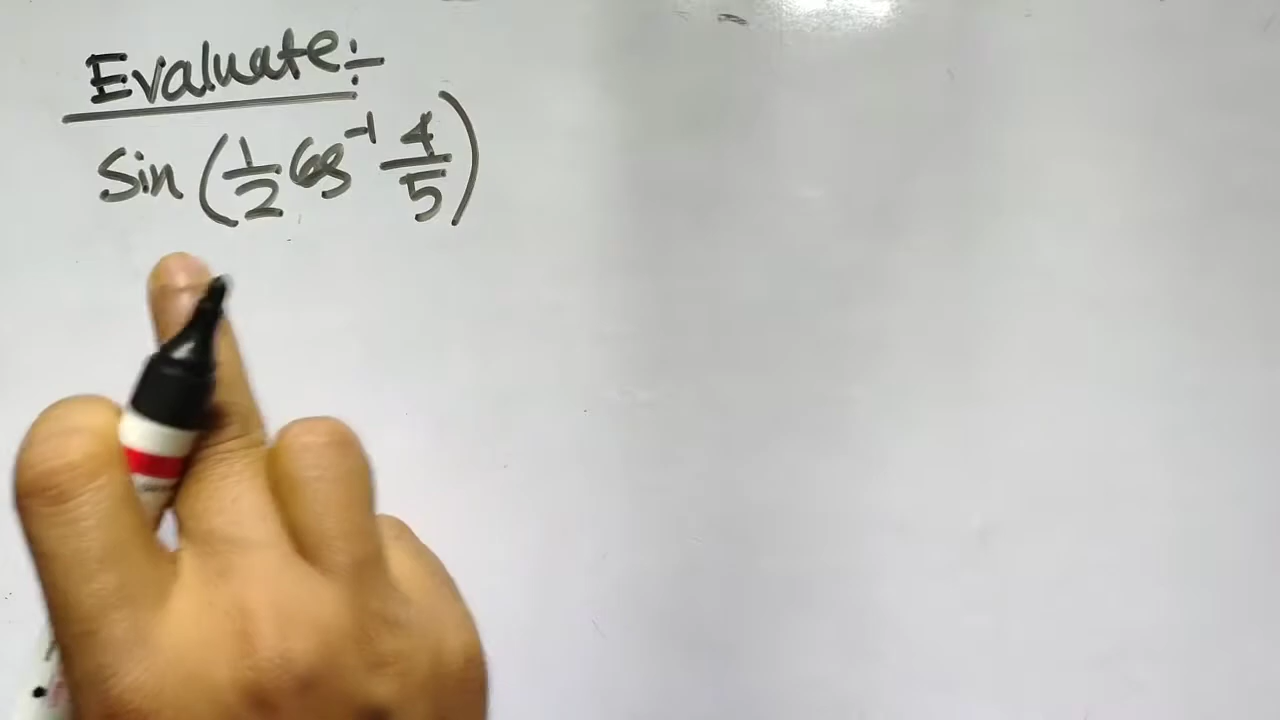 Evaluate:-
Sin (1/2 Cos⁻¹ 4/5)